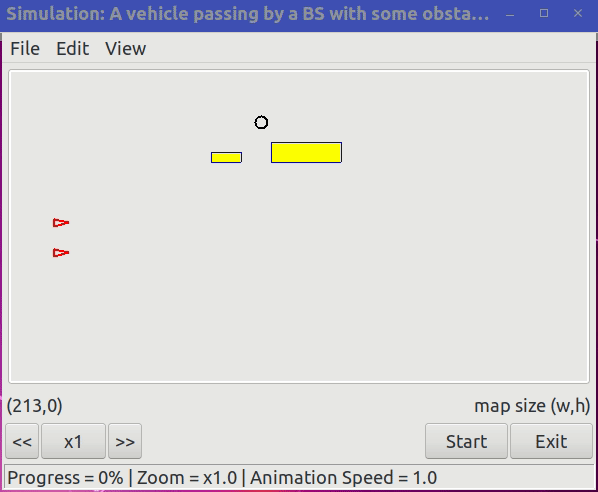 Simulation: A vehicle passing by a BS with some obsta...
File Edit View
(213,0) map size (w,h)
<< x1 >> Start Exit
Progress = 0% | Zoom = x1.0 | Animation Speed = 1.0